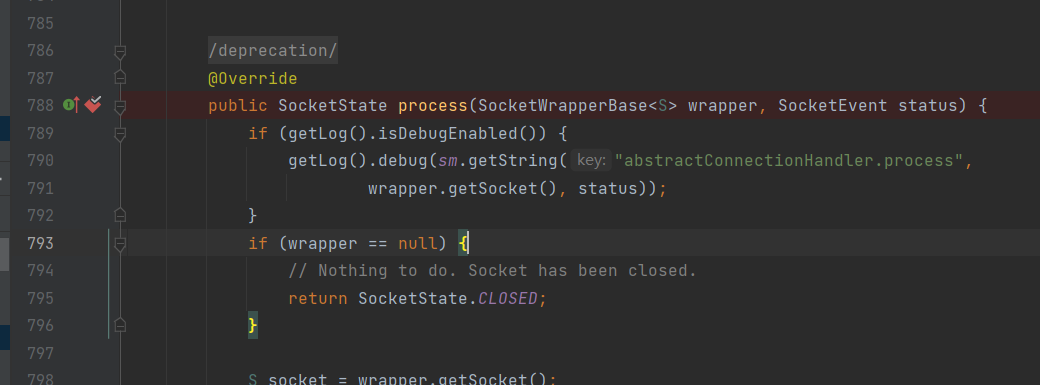 785
786 /deprecation/
787 @Override
788 public SocketState process(SocketWrapperBase<S> wrapper, SocketEvent status) {
789 if (getLog().isDebugEnabled()) {
790 getLog().debug(sm.getString( key: "abstractConnectionHandler.process",
791 wrapper.getSocket(), status));
792 }
793 if (wrapper == null) {
794 // Nothing to do. Socket has been closed.
795 return SocketState.CLOSED;
796 }
797
798 S socket = wrapper.getSocket();